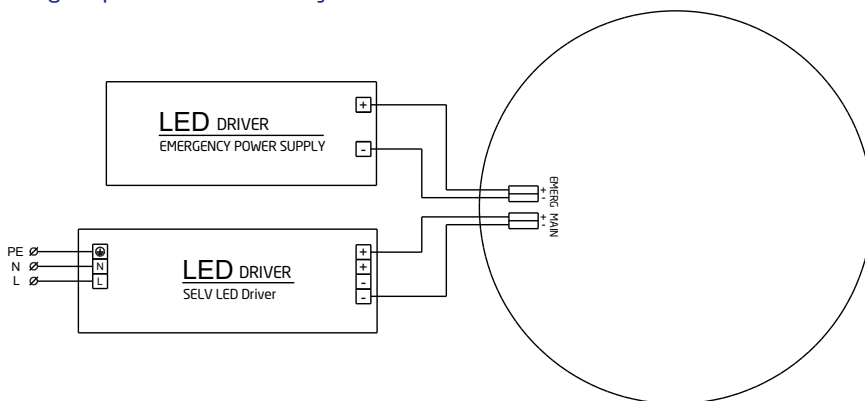 LED DRIVER
EMERGENCY POWER SUPPLY
+
-
EMERG
+
-
MAIN
+
-
PE
N
L
N
L
LED DRIVER
SELV LED Driver
+
+
-
-